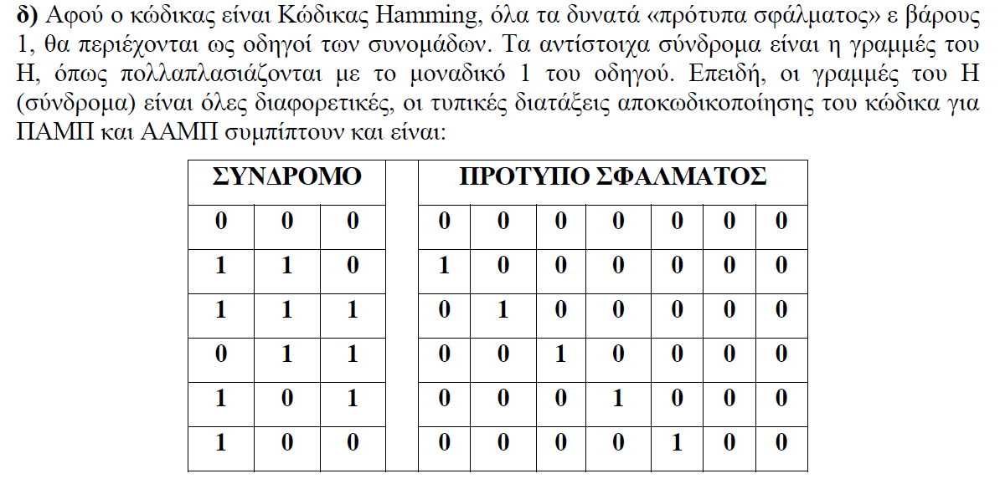 δ) Αφού ο κώδικας είναι Κώδικας Hamming, όλα τα δυνατά «πρότυπα σφάλματος» ε βάρους
1, θα περιέχονται ως οδηγοί των συνομάδων. Τα αντίστοιχα σύνδρομα είναι η γραμμές του
Η, όπως πολλαπλασιάζονται με το μοναδικό 1 του οδηγού. Επειδή, οι γραμμές του Η
(σύνδρομα) είναι όλες διαφορετικές, οι τυπικές διατάξεις αποκωδικοποίησης του κώδικα για
ΠΑΜΠ και ΑΑΜΠ συμπίπτουν και είναι:
ΣΥΝΔΡΟΜΟ ΠΡΟΤΥΠΟ ΣΦΑΛΜΑΤΟΣ
0 0 0 0 0 0 0 0 0 0
1 1 0 1 0 0 0 0 0 0
1 1 1 0 1 0 0 0 0 0
0 1 1 0 0 1 0 0 0 0
1 0 1 0 0 0 1 0 0 0
1 0 0 0 0 0 0 1 0 0